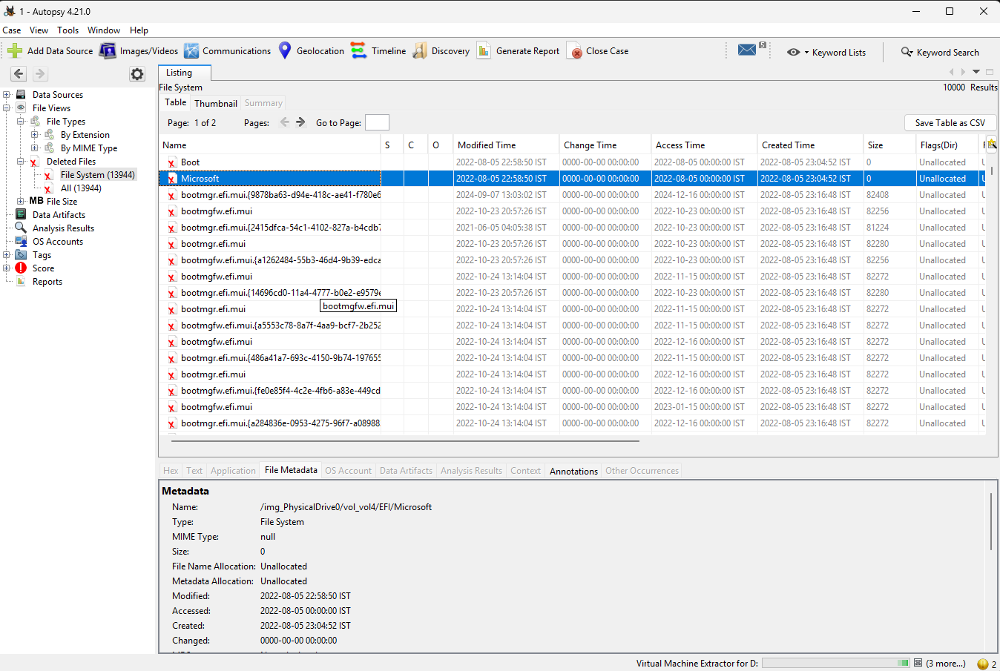 1 - Autopsy 4.21.0
Case View Tools Window Help
Add Data Source Images/Videos Communications Geolocation Timeline Discovery Generate Report Close Case 5 Keyword Lists Keyword Search
Listing
File System 10000 Results
Table Thumbnail Summary
Page: 1 of 2 Pages: Go to Page: Save Table as CSV
Data Sources
File Views
File Types
By Extension
By MIME Type
Deleted Files
File System (13944)
All (13944)
MB File Size
Data Artifacts
Analysis Results
OS Accounts
Tags
Score
Reports
Name S C O Modified Time Change Time Access Time Created Time Size Flags(Dir)
Boot 2022-08-05 22:58:50 IST 0000-00-00 00:00:00 2022-08-05 00:00:00 IST 2022-08-05 23:04:52 IST 0 Unallocated
Microsoft 2022-08-05 22:58:50 IST 0000-00-00 00:00:00 2022-08-05 00:00:00 IST 2022-08-05 23:04:52 IST 0 Unallocated
bootmgr.efi.mui.{9878ba63-d94e-418c-ae41-f780e6 2024-09-07 13:03:02 IST 0000-00-00 00:00:00 2024-12-16 00:00:00 IST 2022-08-05 23:16:48 IST 82408 Unallocated
bootmgfw.efi.mui 2022-10-23 20:57:26 IST 0000-00-00 00:00:00 2022-10-23 00:00:00 IST 2022-08-05 23:16:48 IST 82256 Unallocated
bootmgr.efi.mui.{2415dfca-54c1-4102-827a-b4cdb7 2021-06-05 04:05:38 IST 0000-00-00 00:00:00 2022-10-23 00:00:00 IST 2022-08-05 23:16:48 IST 81224 Unallocated
bootmgr.efi.mui 2022-10-23 20:57:26 IST 0000-00-00 00:00:00 2022-10-23 00:00:00 IST 2022-08-05 23:16:48 IST 82280 Unallocated
bootmgfw.efi.mui.{a1262484-55b3-46d4-9b39-edca 2022-10-23 20:57:26 IST 0000-00-00 00:00:00 2022-10-23 00:00:00 IST 2022-08-05 23:16:48 IST 82256 Unallocated
bootmgfw.efi.mui 2022-10-24 13:14:04 IST 0000-00-00 00:00:00 2022-11-15 00:00:00 IST 2022-08-05 23:16:48 IST 82272 Unallocated
bootmgr.efi.mui.{14696cd0-11a4-4777-b0e2-e9579e 2022-10-23 20:57:26 IST 0000-00-00 00:00:00 2022-10-23 00:00:00 IST 2022-08-05 23:16:48 IST 82280 Unallocated
bootmgr.efi.mui 2022-10-24 13:14:04 IST 0000-00-00 00:00:00 2022-11-15 00:00:00 IST 2022-08-05 23:16:48 IST 82272 Unallocated
bootmgfw.efi.mui
bootmgfw.efi.mui.{a5553c78-8a7f-4aa9-bcf7-2b252 2022-10-24 13:14:04 IST 0000-00-00 00:00:00 2022-11-15 00:00:00 IST 2022-08-05 23:16:48 IST 82272 Unallocated
bootmgfw.efi.mui 2022-10-24 13:14:04 IST 0000-00-00 00:00:00 2022-12-16 00:00:00 IST 2022-08-05 23:16:48 IST 82272 Unallocated
bootmgr.efi.mui.{486a41a7-693c-4150-9b74-197655 2022-10-24 13:14:04 IST 0000-00-00 00:00:00 2022-11-15 00:00:00 IST 2022-08-05 23:16:48 IST 82272 Unallocated
bootmgr.efi.mui 2022-10-24 13:14:04 IST 0000-00-00 00:00:00 2022-12-16 00:00:00 IST 2022-08-05 23:16:48 IST 82272 Unallocated
bootmgfw.efi.mui.{fe0e85f4-4c2e-4fb6-a83e-449cd 2022-10-24 13:14:04 IST 0000-00-00 00:00:00 2022-12-16 00:00:00 IST 2022-08-05 23:16:48 IST 82272 Unallocated
bootmgfw.efi.mui 2022-10-24 13:14:04 IST 0000-00-00 00:00:00 2023-01-15 00:00:00 IST 2022-08-05 23:16:48 IST 82272 Unallocated
bootmgr.efi.mui.{a284836e-0953-4275-96f7-a08988 2022-10-24 13:14:04 IST 0000-00-00 00:00:00 2022-12-16 00:00:00 IST 2022-08-05 23:16:48 IST 82272 Unallocated
Hex Text Application File Metadata OS Account Data Artifacts Analysis Results Context Annotations Other Occurrences
Metadata
Name: /img_PhysicalDrive0/vol_vol4/EFI/Microsoft
Type: File System
MIME Type: null
Size: 0
File Name Allocation: Unallocated
Metadata Allocation: Unallocated
Modified: 2022-08-05 22:58:50 IST
Accessed: 2022-08-05 00:00:00 IST
Created: 2022-08-05 23:04:52 IST
Changed: 0000-00-00 00:00:00
Virtual Machine Extractor for D: (3 more...) 2